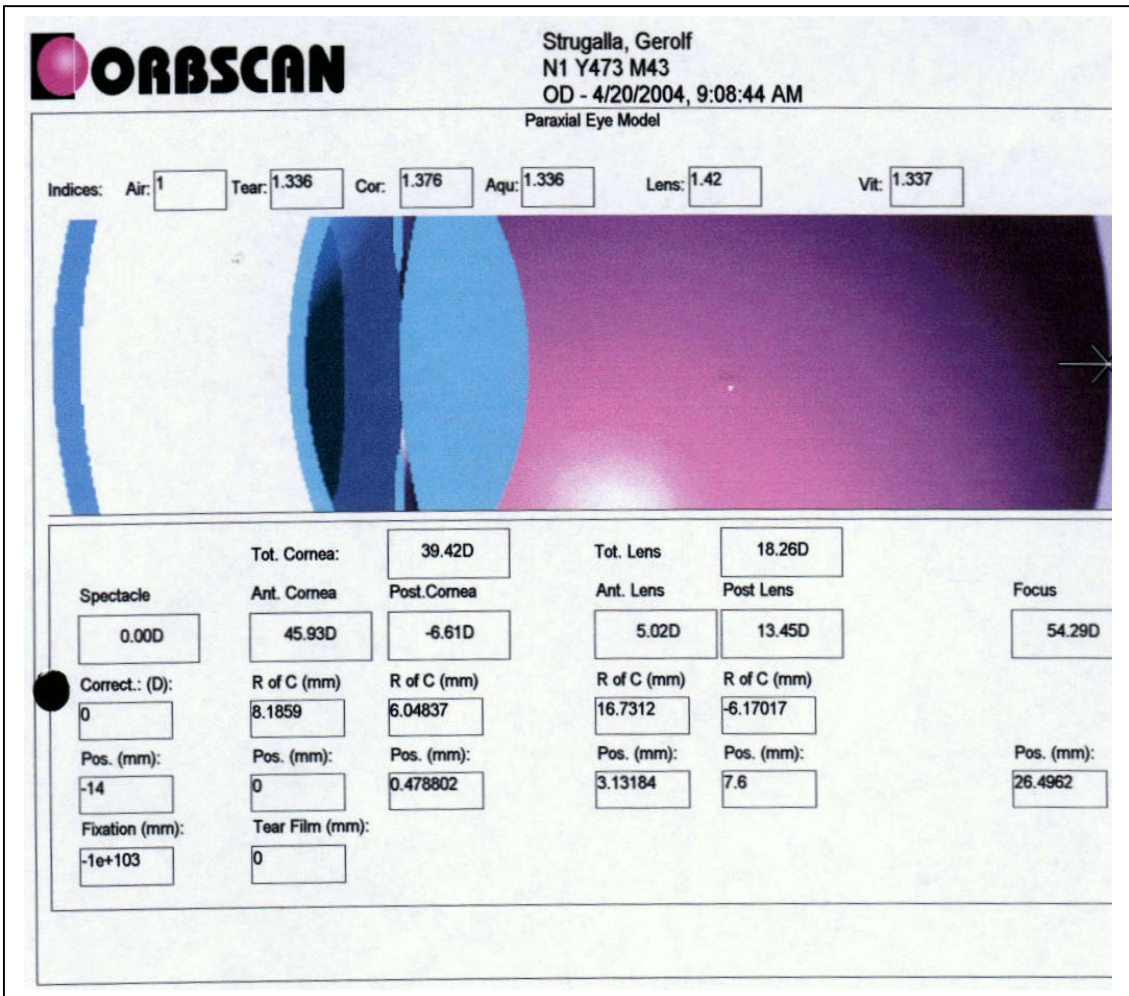 ORBSCAN
Strugalla, Gerolf
N1 Y473 M43
OD - 4/20/2004, 9:08:44 AM
Paraxial Eye Model
Indices: Air: 1 Tear: 1.336 Cor: 1.376 Aqu: 1.336 Lens: 1.42 Vit: 1.337
Tot. Cornea: 39.42D Tot. Lens 18.26D
Spectacle Ant. Cornea Post.Cornea Ant. Lens Post Lens Focus
0.00D 45.93D -6.61D 5.02D 13.45D 54.29D
Correct.: (D): R of C (mm) R of C (mm) R of C (mm) R of C (mm)
0 8.1859 6.04837 16.7312 -6.17017
Pos. (mm): Pos. (mm): Pos. (mm): Pos. (mm): Pos. (mm): Pos. (mm):
-14 0 0.478802 3.13184 7.6 26.4962
Fixation (mm): Tear Film (mm):
-1e+103 0